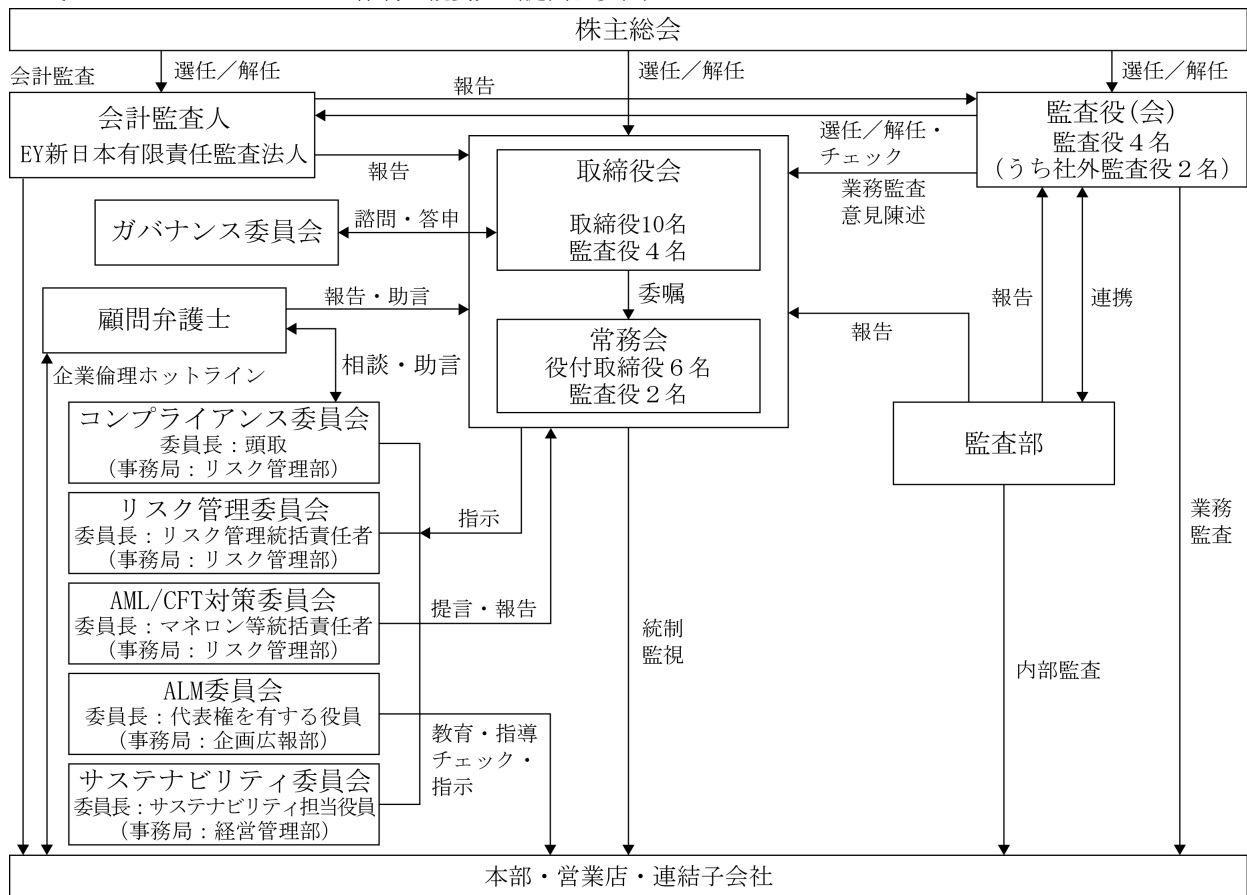 株主総会
会計監査
選任／解任
選任／解任
選任／解任
報告
会計監査人
EY新日本有限責任監査法人
監査役(会)
監査役４名
(うち社外監査役２名)
選任／解任・
チェック
報告
業務監査
意見陳述
取締役会
取締役10名
監査役４名
諮問・答申
ガバナンス委員会
委嘱
報告・助言
顧問弁護士
報告
連携
報告
常務会
役付取締役６名
監査役２名
相談・助言
企業倫理ホットライン
コンプライアンス委員会
委員長：頭取
(事務局：リスク管理部)
監査部
リスク管理委員会
委員長：リスク管理統括責任者
(事務局：リスク管理部)
指示
業務
監査
AML/CFT対策委員会
委員長：マネロン等統括責任者
(事務局：リスク管理部)
提言・報告
統制
監視
内部監査
ALM委員会
委員長：代表権を有する役員
(事務局：企画広報部)
教育・指導
チェック・
指示
サステナビリティ委員会
委員長：サステナビリティ担当役員
(事務局：経営管理部)
本部・営業店・連結子会社